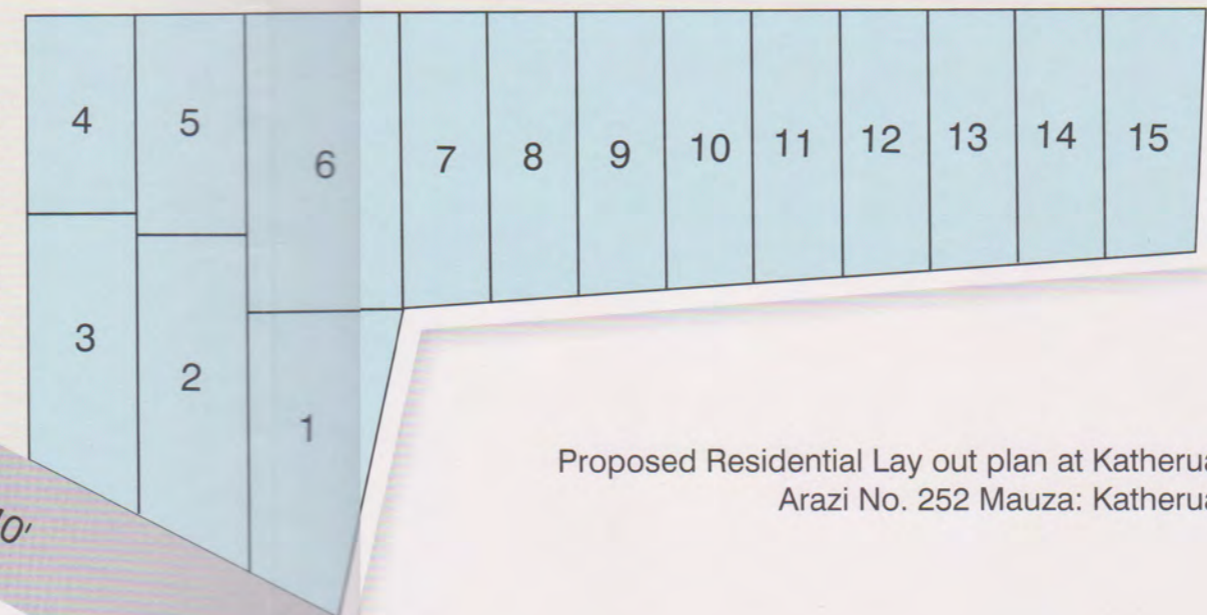 4 5 6 7 8 9 10 11 12 13 14 15
3 2 1
Proposed Residential Lay out plan at Katherua
Arazi No. 252 Mauza: Katherua